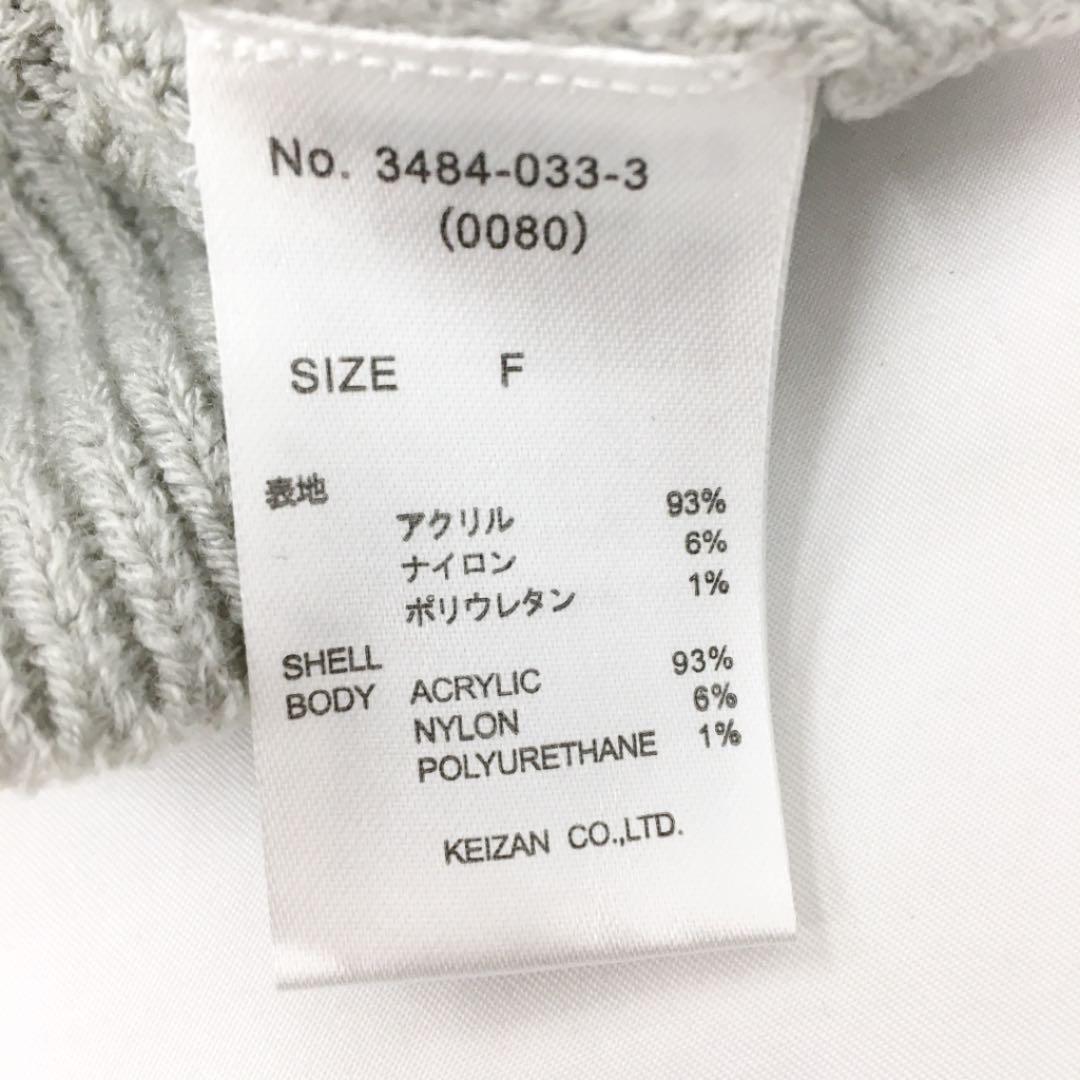 No. 3484-033-3
(0080)
SIZE F
表地
アクリル 93%
ナイロン 6%
ポリウレタン 1%
SHELL
BODY ACRYLIC 93%
NYLON 6%
POLYURETHANE 1%
KEIZAN CO.,LTD.